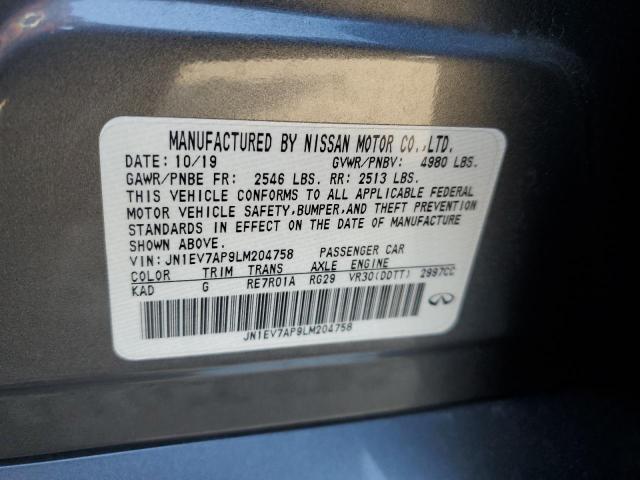 MANUFACTURED BY NISSAN MOTOR CO.,LTD.
DATE: 10/19 GVWR/PNBV: 4980 LBS.
GAWR/PNBE FR: 2546 LBS. RR: 2513 LBS.
THIS VEHICLE CONFORMS TO ALL APPLICABLE FEDERAL
MOTOR VEHICLE SAFETY,BUMPER,AND THEFT PREVENTION
STANDARDS IN EFFECT ON THE DATE OF MANUFACTURE
SHOWN ABOVE.
VIN: JN1EV7AP9LM204758 PASSENGER CAR
COLOR TRIM TRANS AXLE ENGINE
KAD G RE7R01A RG29 VR30(DDTT) 2997CC
JN1EV7AP9LM204758